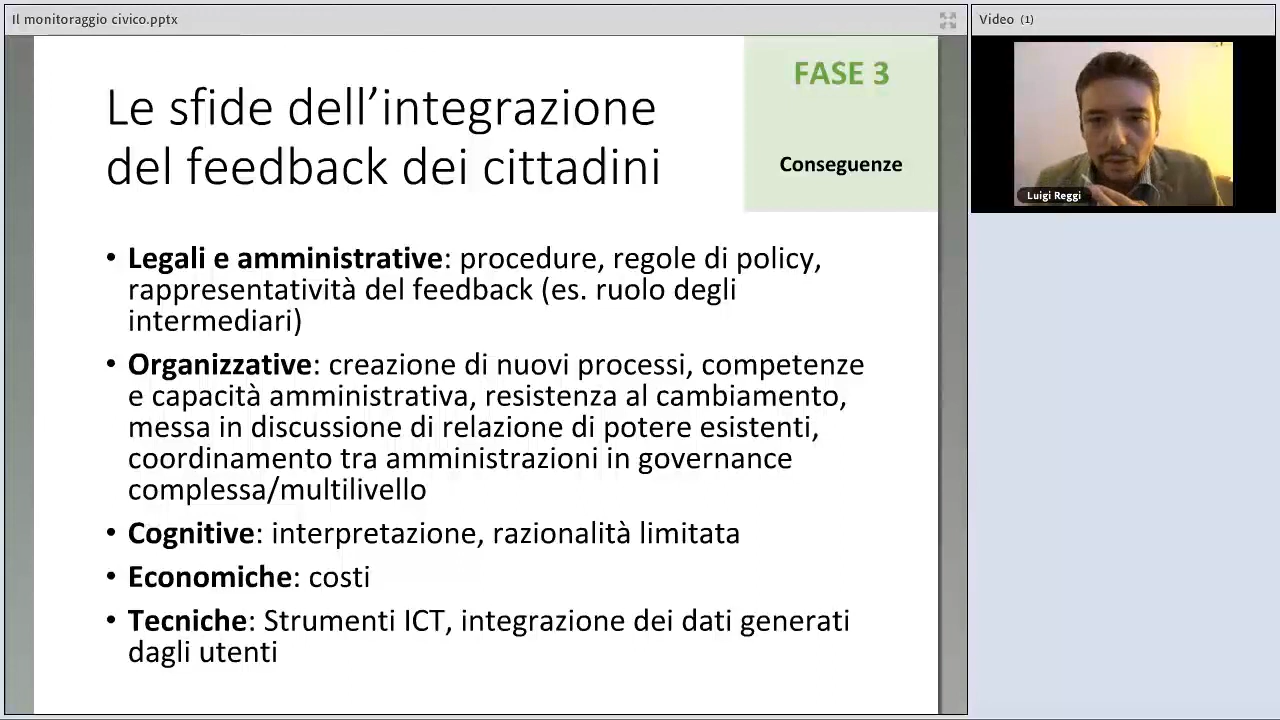 Il monitoraggio civico.pptx
Video (1)
FASE 3
Conseguenze
Le sfide dell’integrazione
del feedback dei cittadini
Luigi Reggi
• Legali e amministrative: procedure, regole di policy,
rappresentatività del feedback (es. ruolo degli
intermediari)
• Organizzative: creazione di nuovi processi, competenze
e capacità amministrativa, resistenza al cambiamento,
messa in discussione di relazione di potere esistenti,
coordinamento tra amministrazioni in governance
complessa/multilivello
• Cognitive: interpretazione, razionalità limitata
• Economiche: costi
• Tecniche: Strumenti ICT, integrazione dei dati generati
dagli utenti